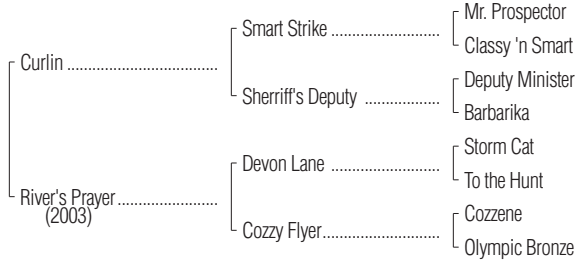 Mr. Prospector
Smart Strike ..........................
Classy 'n Smart
Curlin ....................................
Deputy Minister
Sherriff's Deputy ..................
Barbarika
Storm Cat
Devon Lane ..........................
To the Hunt
River's Prayer ........................
(2003)
Cozzene
Cozzy Flyer............................
Olympic Bronze